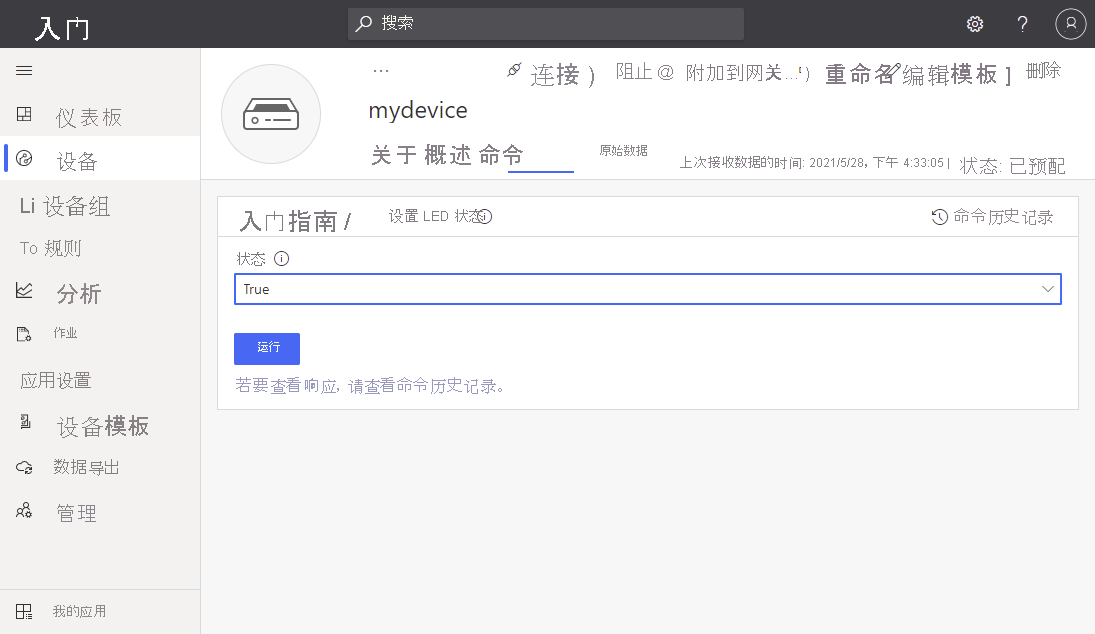 入门
搜索
?
仪表板
设备
Li 设备组
To 规则
分析
作业
应用设置
设备模板
数据导出
管理
我的应用
...
连接 )
阻止 @
附加到网关...
重命名
编辑模板 ]
删除
mydevice
关于 概述 命令
原始数据
上次接收数据的时间: 2021/5/28, 下午 4:33:05 |
状态: 已预配
入门指南 /
设置 LED 状态
命令历史记录
状态
True
运行
若要查看响应, 请查看命令历史记录。